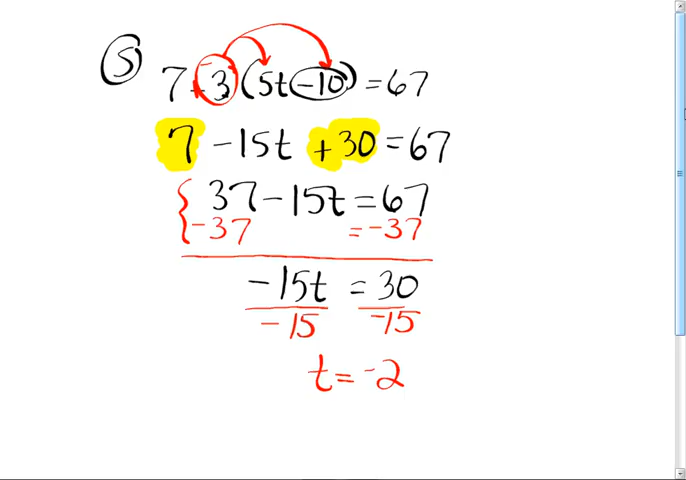 5
7 + -3 (5t -10) = 67
7 - 15t + 30 = 67
37 - 15t = 67
-37 = -37
-15t = 30
-15 -15
t = -2